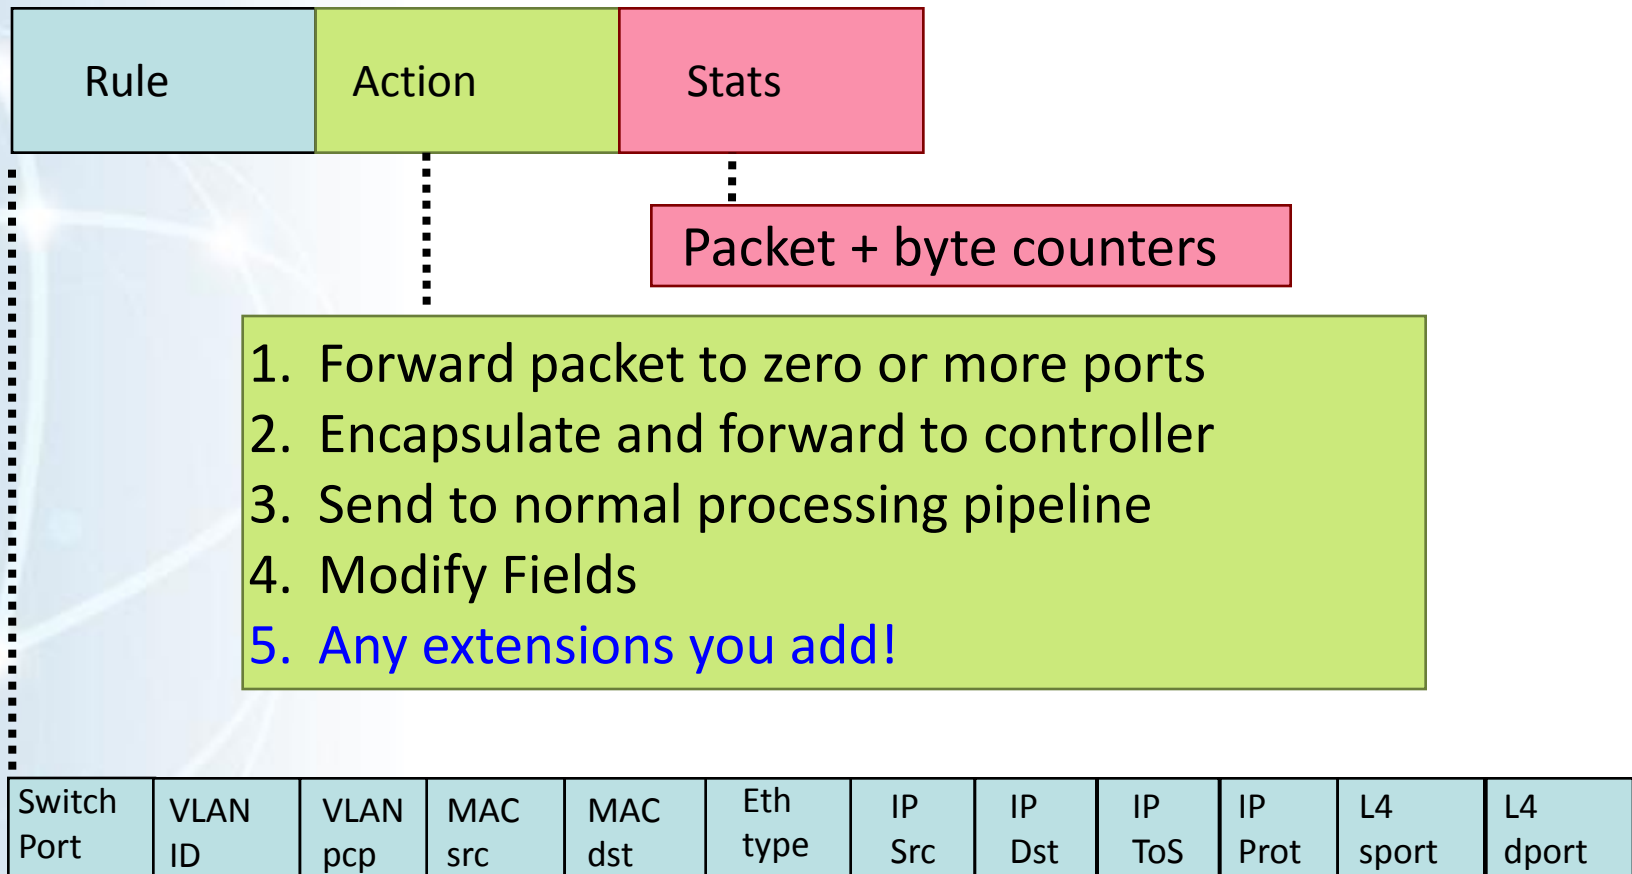 Rule Action Stats
Packet + byte counters
1. Forward packet to zero or more ports
2. Encapsulate and forward to controller
3. Send to normal processing pipeline
4. Modify Fields
5. Any extensions you add!
Switch
Port
VLAN
ID
VLAN
pcp
MAC
src
MAC
dst
Eth
type
IP
Src
IP
Dst
IP
ToS
IP
Prot
L4
sport
L4
dport